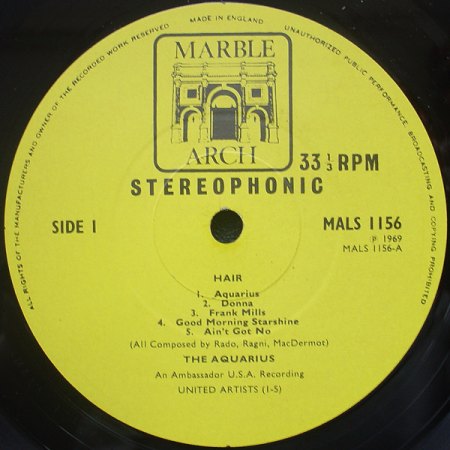 MADE IN ENGLAND
ALL RIGHTS OF THE MANUFACTURERS AND OWNER OF THE RECORDED WORK RESERVED
UNAUTHORIZED PUBLIC PERFORMANCE, BROADCASTING AND COPYING PROHIBITED
MARBLE
ARCH
33 1/3 RPM
STEREOPHONIC
SIDE 1
MALS 1156
℗ 1969
MALS 1156-A
HAIR
1. Aquarius
2. Donna
3. Frank Mills
4. Good Morning Starshine
5. Ain't Got No
(All Composed by Rado, Ragni, MacDermot)
THE AQUARIUS
An Ambassador U.S.A. Recording
UNITED ARTISTS (1-5)